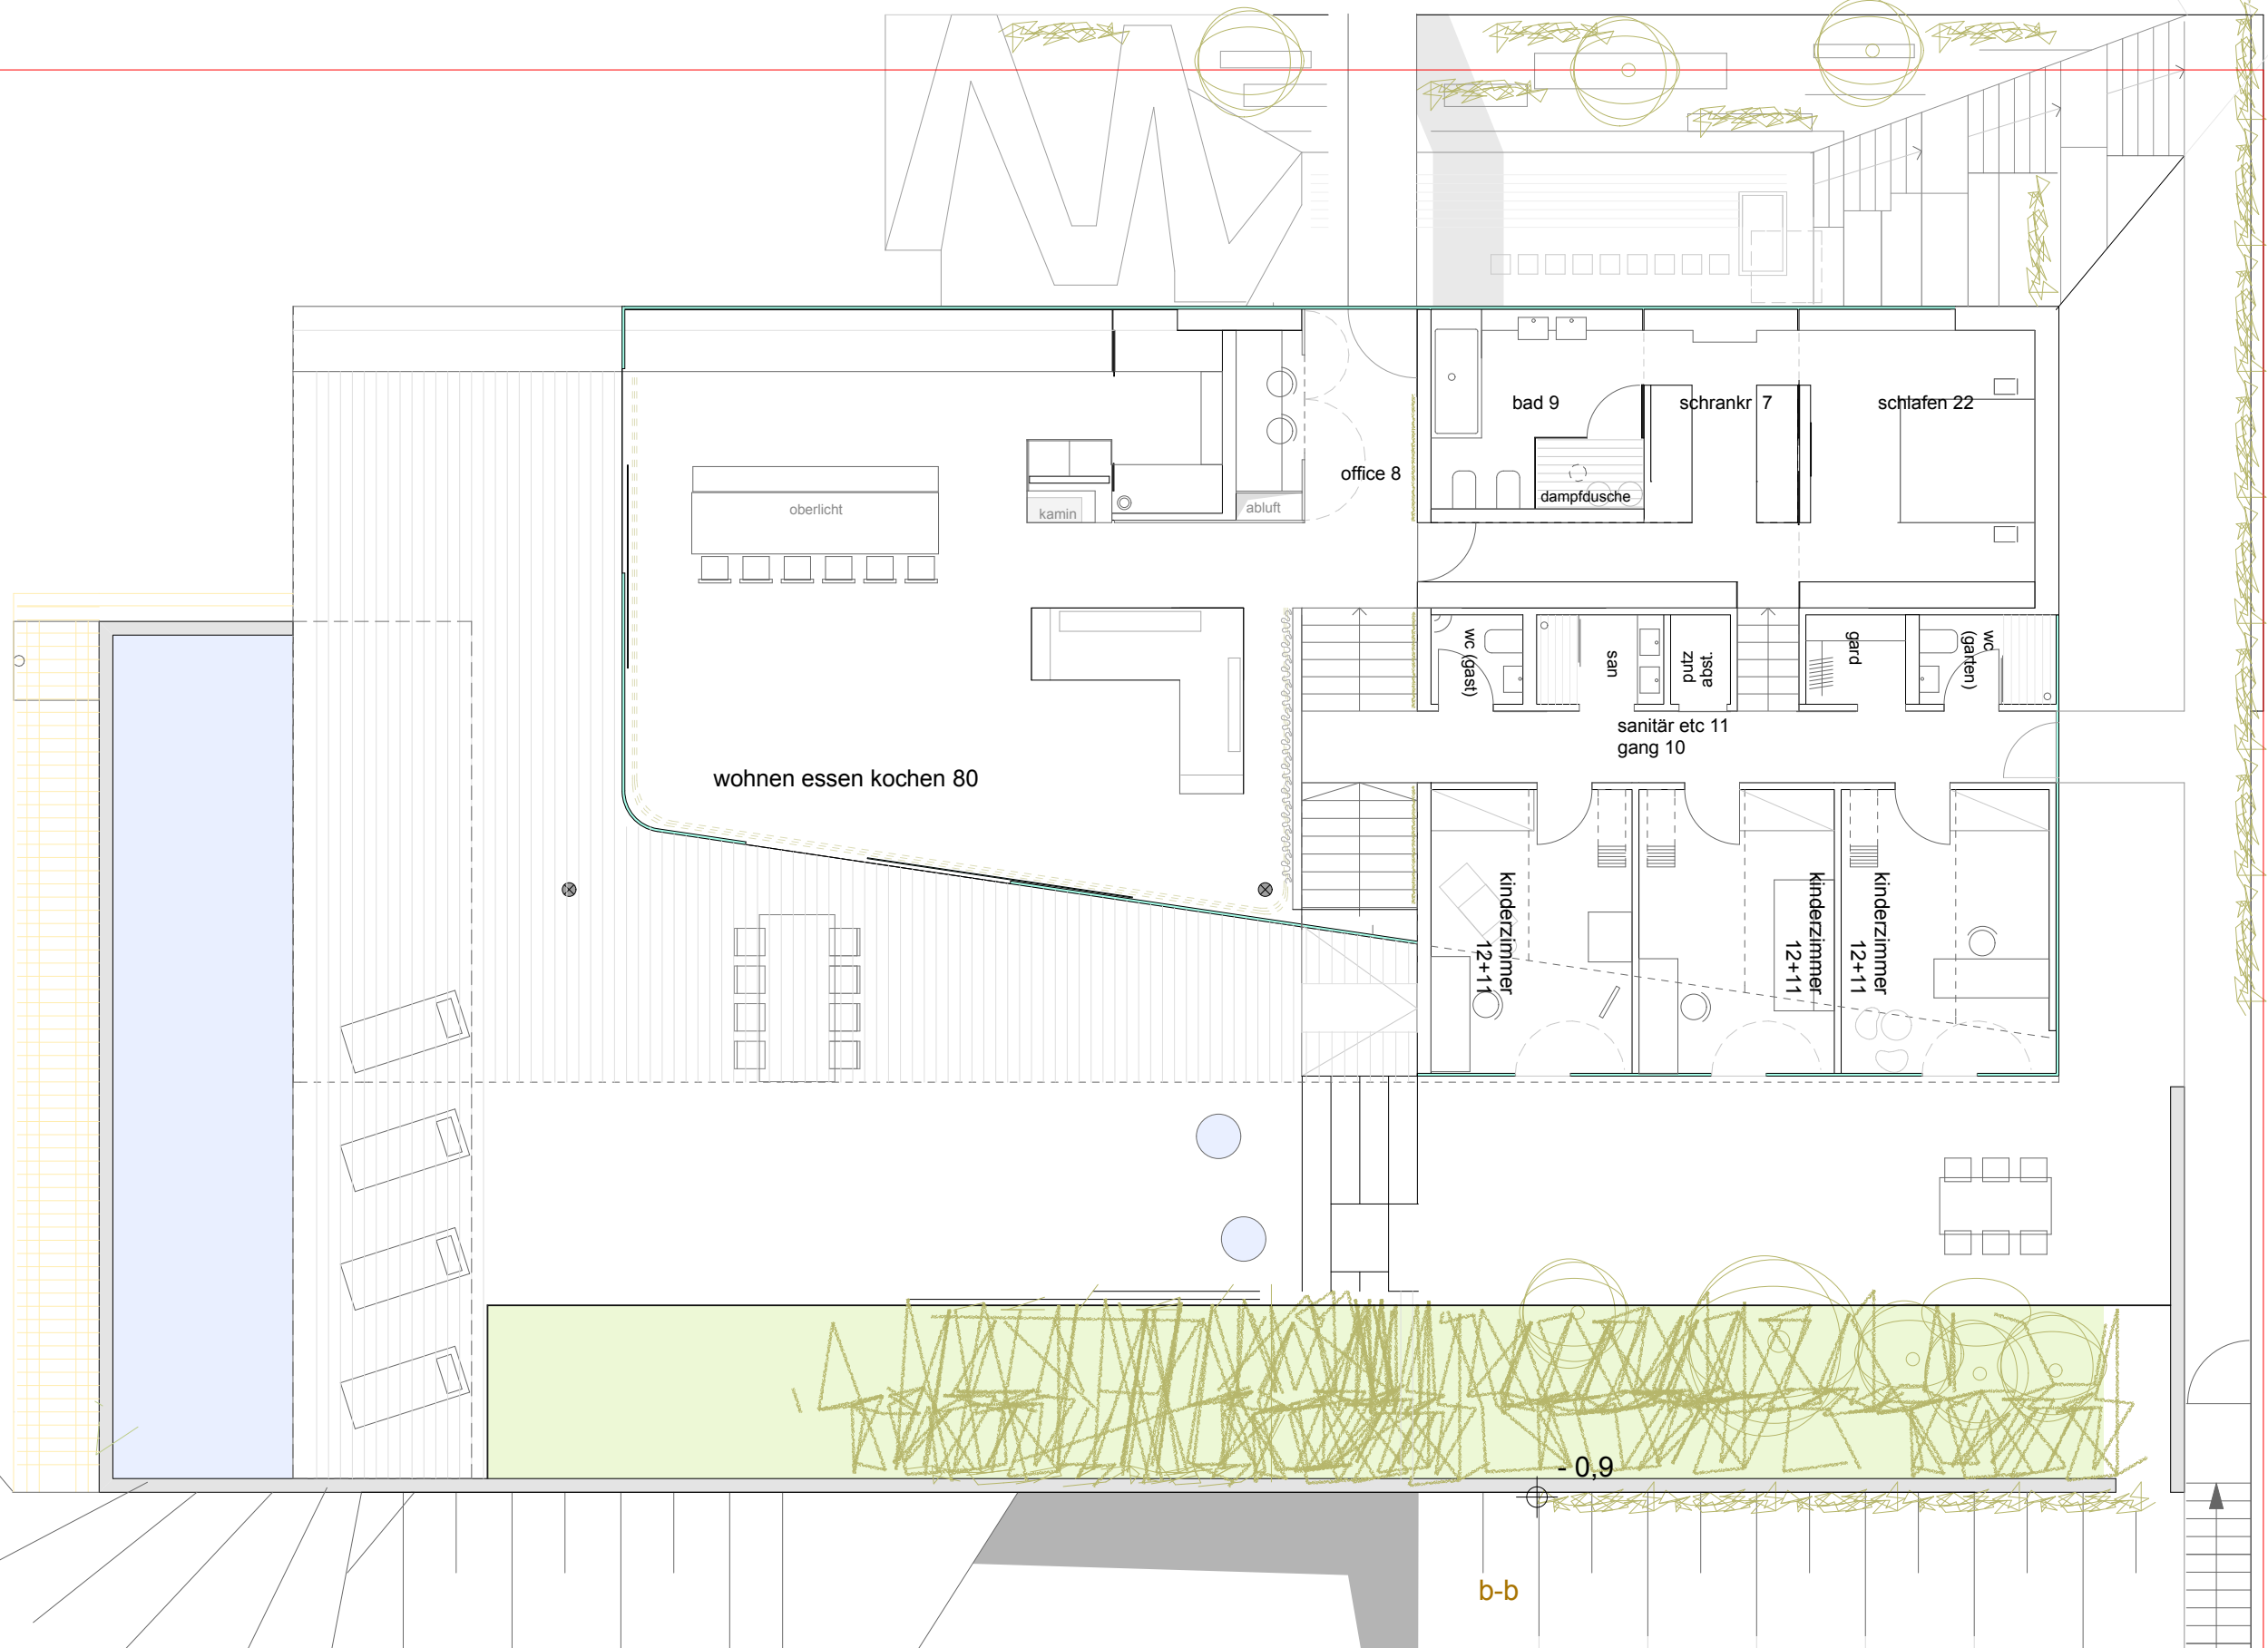 bad 9
schrankr 7
schlafen 22
office 8
dampfdusche
oberlicht
kamin
abluft
wc (gast)
san
putz
abst.
gard
wc
(garten)
sanitär etc 11
gang 10
wohnen essen kochen 80
kinderzimmer
12+11
kinderzimmer
12+11
kinderzimmer
12+11
- 0,9
b-b